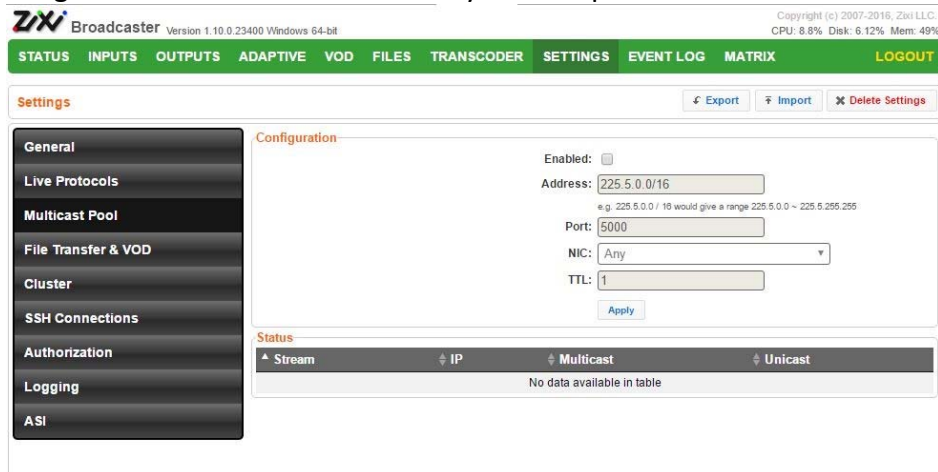 ZiXi Broadcaster Version 1.10.0.23400 Windows 64-bit
Copyright (c) 2007-2016, Zixi LLC.
CPU: 8.8% Disk: 6.12% Mem: 49%
STATUS INPUTS OUTPUTS ADAPTIVE VOD FILES TRANSCODER SETTINGS EVENT LOG MATRIX LOGOUT
Settings Export Import Delete Settings
General
Live Protocols
Multicast Pool
File Transfer & VOD
Cluster
SSH Connections
Authorization
Logging
ASI
Configuration
Enabled:
Address: 225.5.0.0/16
e.g. 225.5.0.0 / 16 would give a range 225.5.0.0 ~ 225.5.255.255
Port: 5000
NIC: Any
TTL: 1
Apply
Status
Stream IP Multicast Unicast
No data available in table